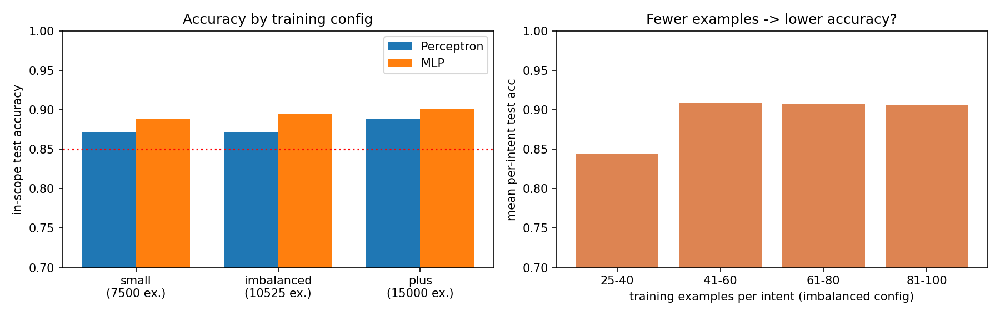 Accuracy by training config
1.00
0.95
0.90
0.85
0.80
0.75
0.70
in-scope test accuracy
Perceptron
MLP
small
(7500 ex.)
imbalanced
(10525 ex.)
plus
(15000 ex.)
Fewer examples -> lower accuracy?
1.00
0.95
0.90
0.85
0.80
0.75
0.70
mean per-intent test acc
25-40
41-60
61-80
81-100
training examples per intent (imbalanced config)